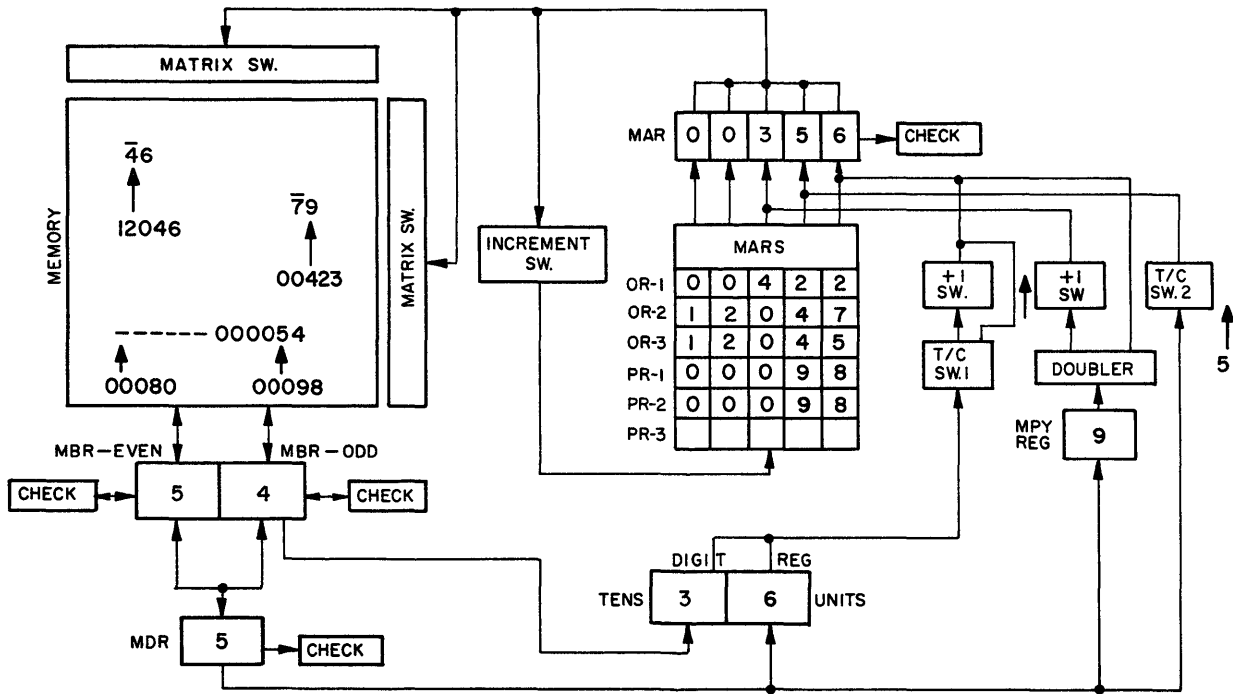 MATRIX SW.
MEMORY
MATRIX SW.
4̅6
12046
7̅9
00423
------ 000054
00080 00098
MBR-EVEN MBR-ODD
CHECK 5 4 CHECK
MDR 5 CHECK
INCREMENT SW.
MAR 0 0 3 5 6 CHECK
MARS
OR-1 0 0 4 2 2
OR-2 1 2 0 4 7
OR-3 1 2 0 4 5
PR-1 0 0 0 9 8
PR-2 0 0 0 9 8
PR-3
+1 SW.
+1 SW
T/C SW.2
5
T/C SW.1
DOUBLER
MPY REG 9
DIGIT REG
TENS 3 6 UNITS